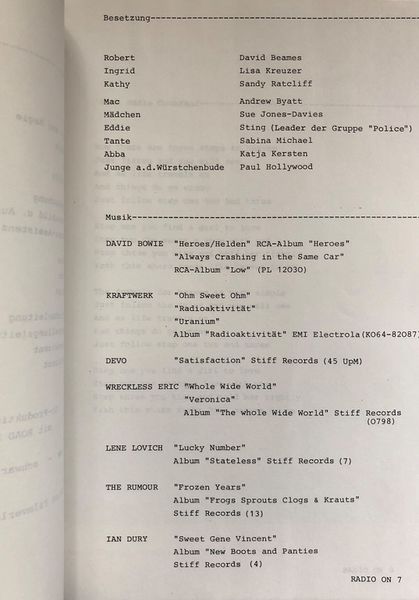 Besetzung--------------------------------------------
Robert David Beames
Ingrid Lisa Kreuzer
Kathy Sandy Ratcliff
Mac Andrew Byatt
Mädchen Sue Jones-Davies
Eddie Sting (Leader der Gruppe "Police")
Tante Sabina Michael
Abba Katja Kersten
Junge a.d.Würstchenbude Paul Hollywood
Musik------------------------------------------------
DAVID BOWIE "Heroes/Helden" RCA-Album "Heroes"
"Always Crashing in the Same Car"
RCA-Album "Low" (PL 12030)
KRAFTWERK "Ohm Sweet Ohm"
"Radioaktivität"
"Uranium"
Album "Radioaktivität" EMI Electrola(KO64-82087
DEVO "Satisfaction" Stiff Records (45 UpM)
WRECKLESS ERIC "Whole Wide World"
"Veronica"
Album "The whole Wide World" Stiff Records
(0798)
LENE LOVICH "Lucky Number"
Album "Stateless" Stiff Records (7)
THE RUMOUR "Frozen Years"
Album "Frogs Sprouts Clogs & Krauts"
Stiff Records (13)
IAN DURY "Sweet Gene Vincent"
Album "New Boots and Panties
Stiff Records (4)
RADIO ON 7